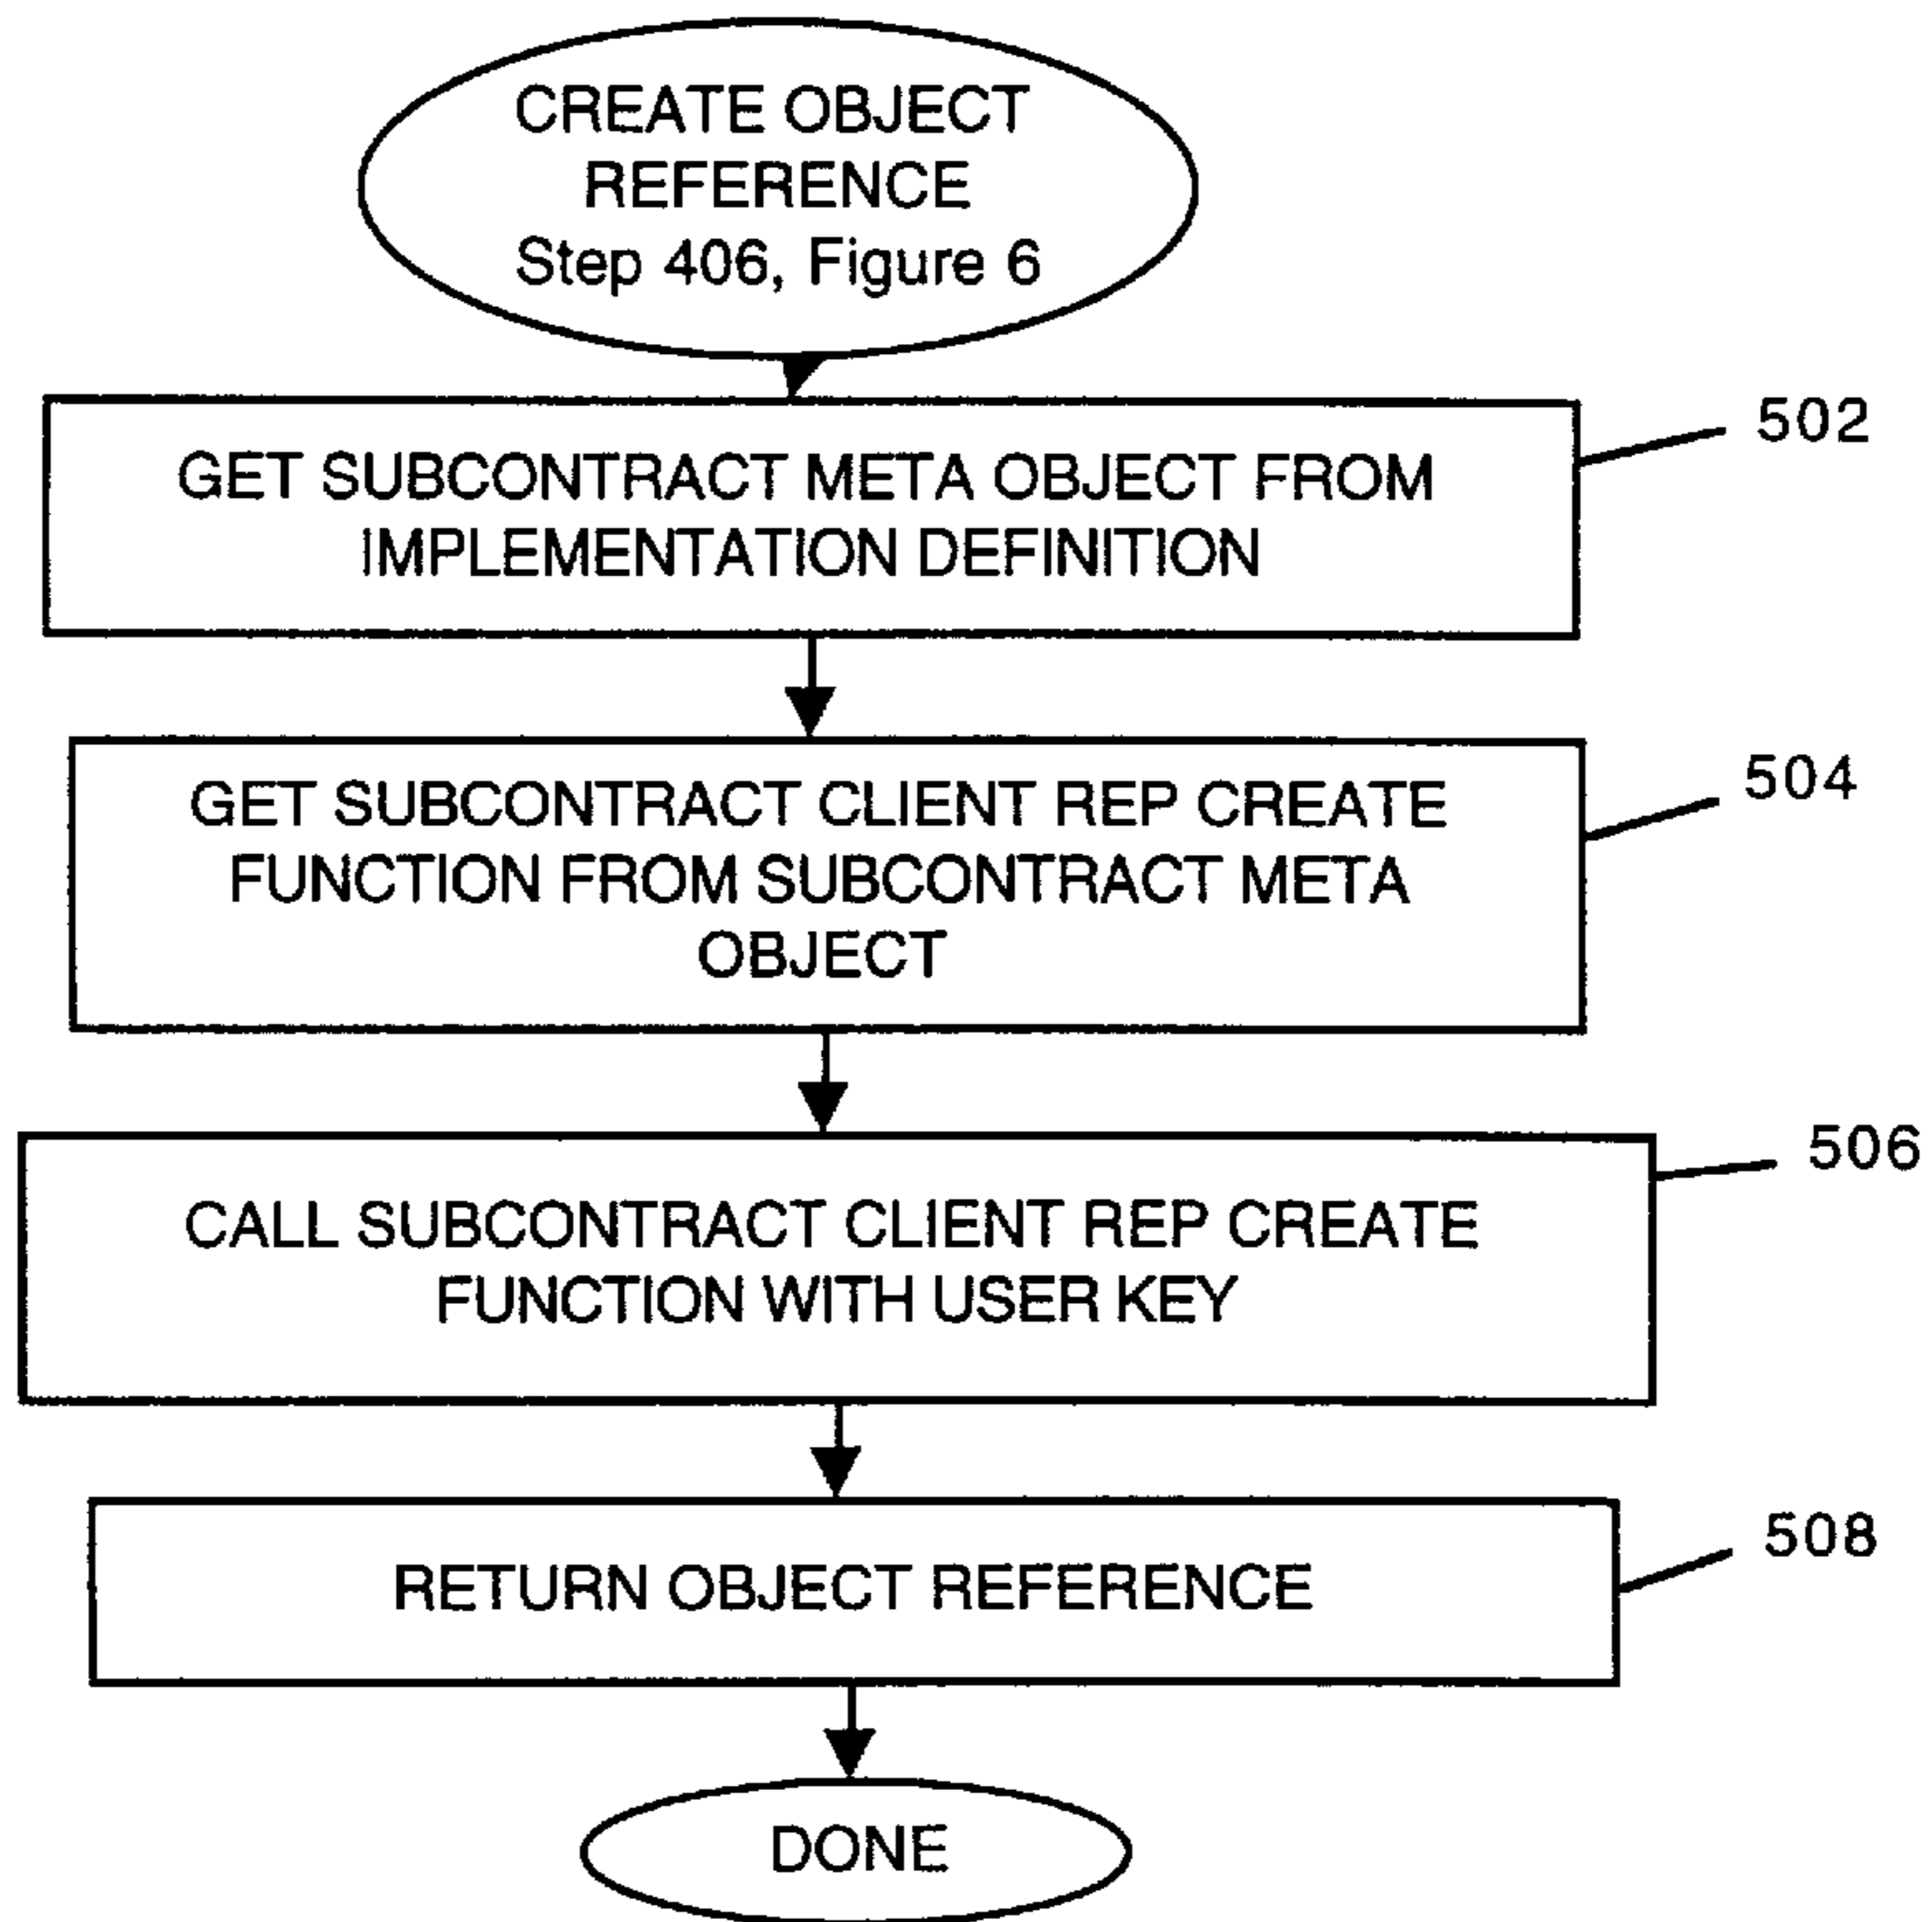 CREATE OBJECT
REFERENCE
Step 406, Figure 6
502
GET SUBCONTRACT META OBJECT FROM
IMPLEMENTATION DEFINITION
504
GET SUBCONTRACT CLIENT REP CREATE
FUNCTION FROM SUBCONTRACT META
OBJECT
506
CALL SUBCONTRACT CLIENT REP CREATE
FUNCTION WITH USER KEY
508
RETURN OBJECT REFERENCE
DONE